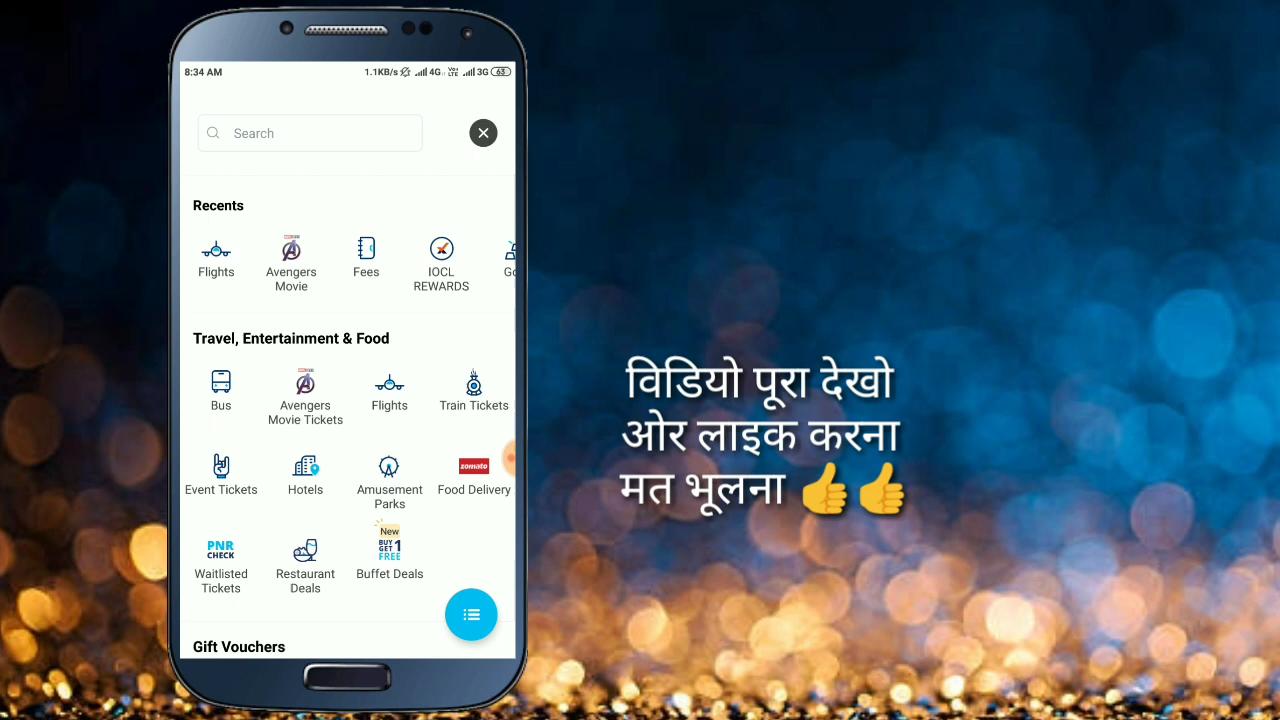 8:34 AM 1.1KB/s 4G VoLTE 3G 63
Search
Recents
Flights Avengers Fees IOCL Go
Movie REWARDS
Travel, Entertainment & Food
Bus Avengers Flights Train Tickets
Movie Tickets
zomato
Event Tickets Hotels Amusement Food Delivery
Parks
New
PNR BUY
CHECK GET 1
FREE
Waitlisted Restaurant Buffet Deals
Tickets Deals
Gift Vouchers
विडियो पूरा देखो
ओर लाइक करना
मत भूलना 👍👍